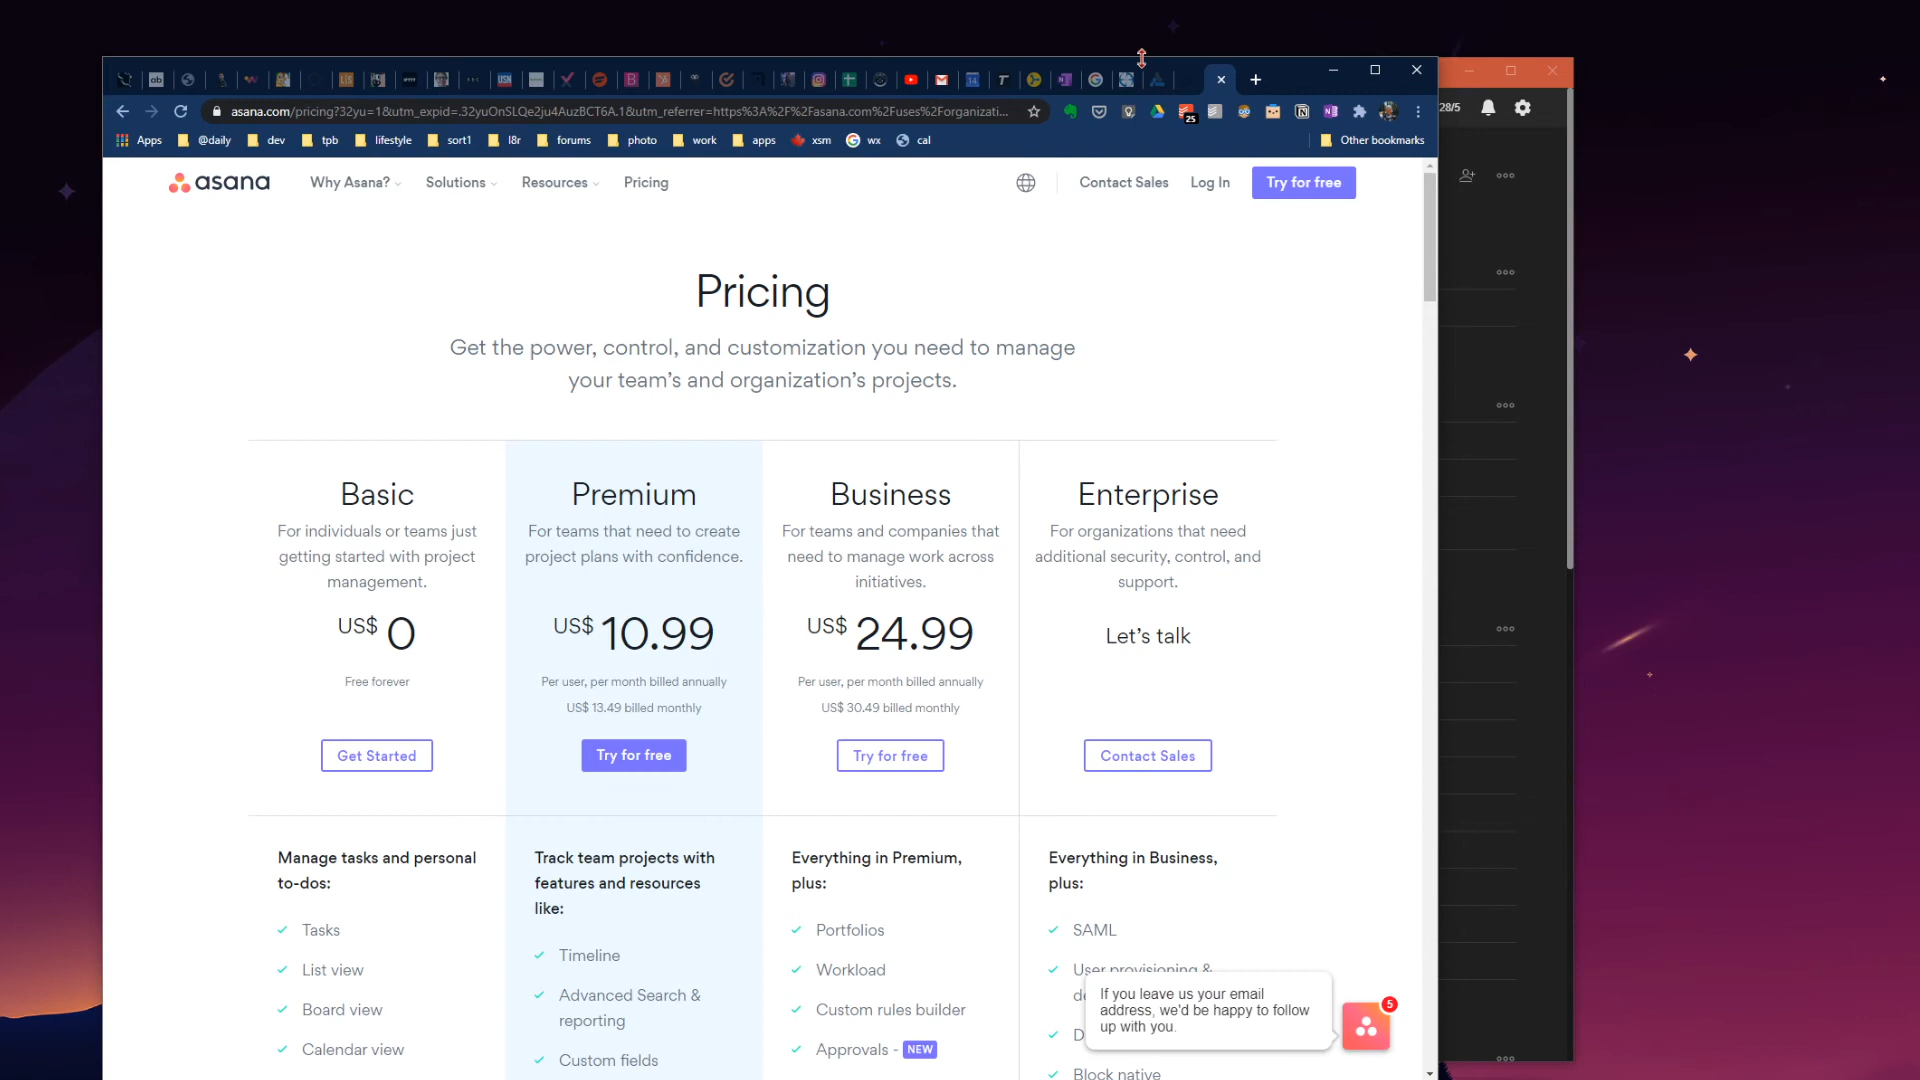 asana.com/pricing?32yu=1&utm_expid=.32yuOnSLQe2ju4AuzBCT6A.1&utm_referrer=https%3A%2F%2Fasana.com%2Fuses%2Forganizati...
25
28/5
Apps @daily dev tpb lifestyle sort1 l8r forums photo work apps xsm wx cal Other bookmarks
asana Why Asana? Solutions Resources Pricing Contact Sales Log In Try for free
Pricing
Get the power, control, and customization you need to manage
your team's and organization's projects.
Basic
For individuals or teams just
getting started with project
management.
US$ 0
Free forever
Get Started
Premium
For teams that need to create
project plans with confidence.
US$ 10.99
Per user, per month billed annually
US$ 13.49 billed monthly
Try for free
Business
For teams and companies that
need to manage work across
initiatives.
US$ 24.99
Per user, per month billed annually
US$ 30.49 billed monthly
Try for free
Enterprise
For organizations that need
additional security, control, and
support.
Let's talk
Contact Sales
Manage tasks and personal
to-dos:
Tasks
List view
Board view
Calendar view
Track team projects with
features and resources
like:
Timeline
Advanced Search &
reporting
Custom fields
Everything in Premium,
plus:
Portfolios
Workload
Custom rules builder
Approvals - NEW
Everything in Business,
plus:
SAML
User provisioning &
Block native
If you leave us your email
address, we'd be happy to follow
up with you.
5